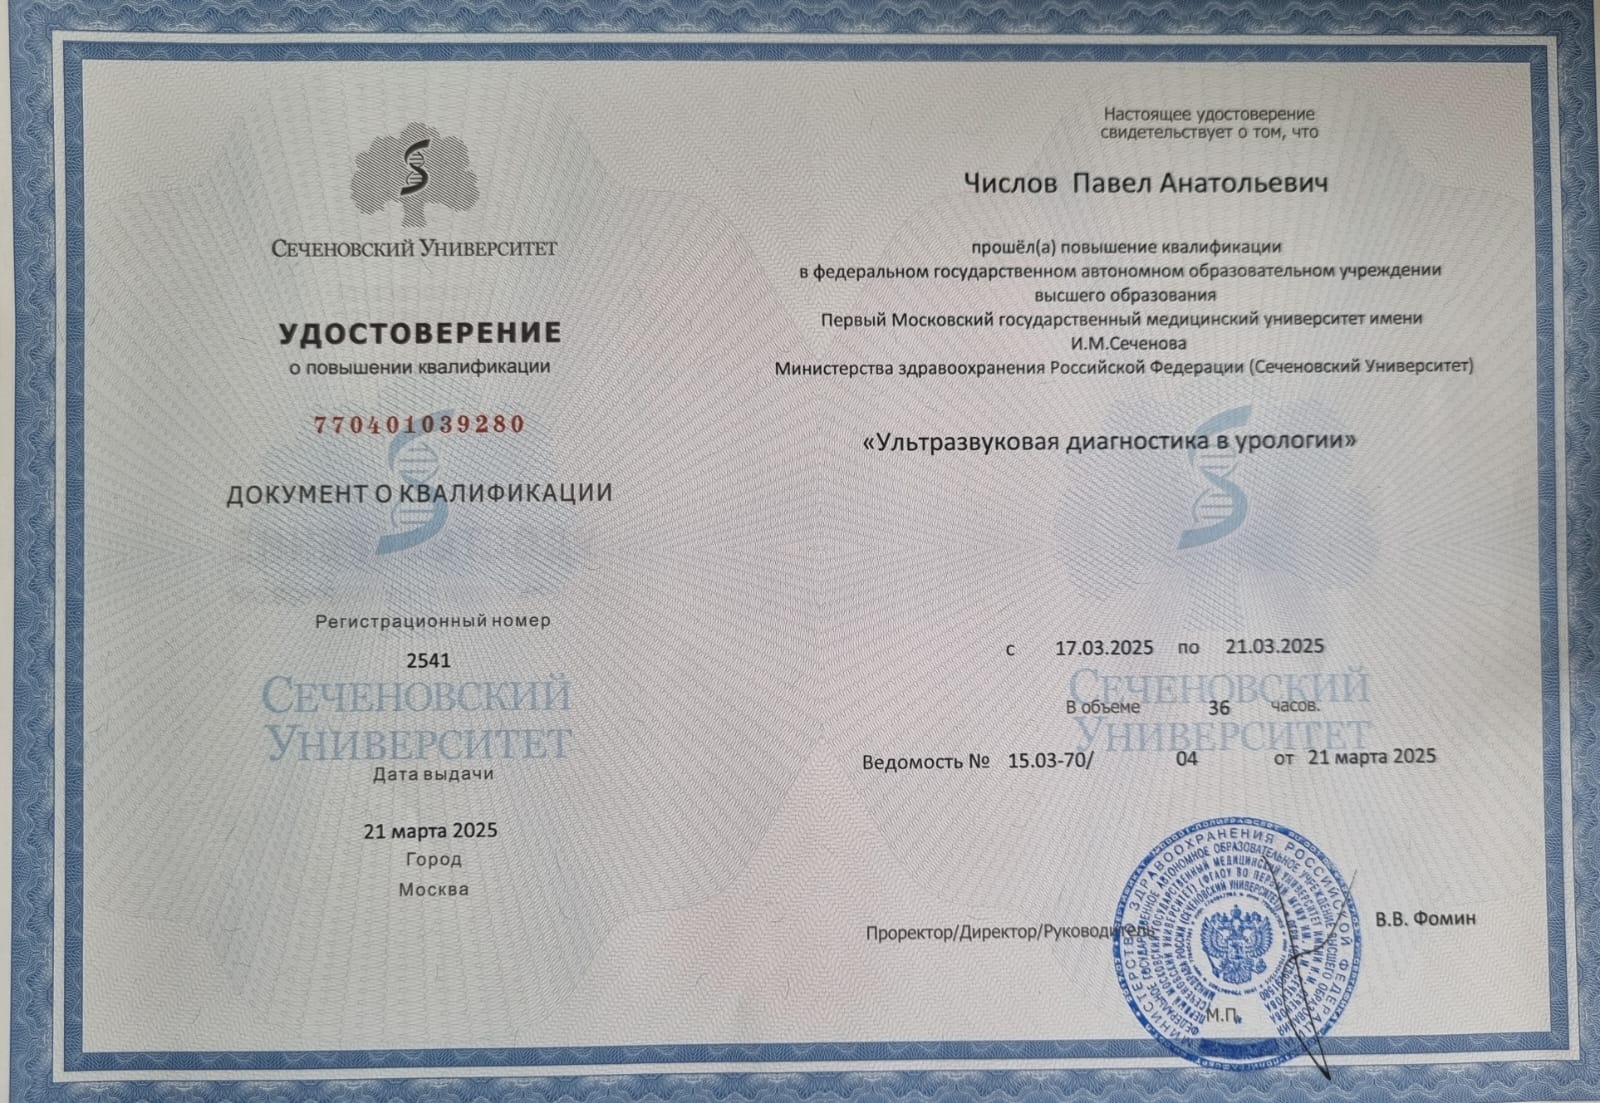 Сеченовский Университет
УДОСТОВЕРЕНИЕ
о повышении квалификации
770401039280
ДОКУМЕНТ О КВАЛИФИКАЦИИ
Регистрационный номер
2541
Сеченовский
Университет
Дата выдачи
21 марта 2025
Город
Москва
Настоящее удостоверение
свидетельствует о том, что
Числов Павел Анатольевич
прошёл(а) повышение квалификации
в федеральном государственном автономном образовательном учреждении
высшего образования
Первый Московский государственный медицинский университет имени
И.М.Сеченова
Министерства здравоохранения Российской Федерации (Сеченовский Университет)
«Ультразвуковая диагностика в урологии»
с 17.03.2025 по 21.03.2025
Сеченовский
В объеме 36 часов.
Университет
Ведомость № 15.03-70/ 04 от 21 марта 2025
Проректор/Директор/Руководитель
В.В. Фомин
М.П.
МИНИСТЕРСТВО ЗДРАВООХРАНЕНИЯ РОССИЙСКОЙ ФЕДЕРАЦИИ